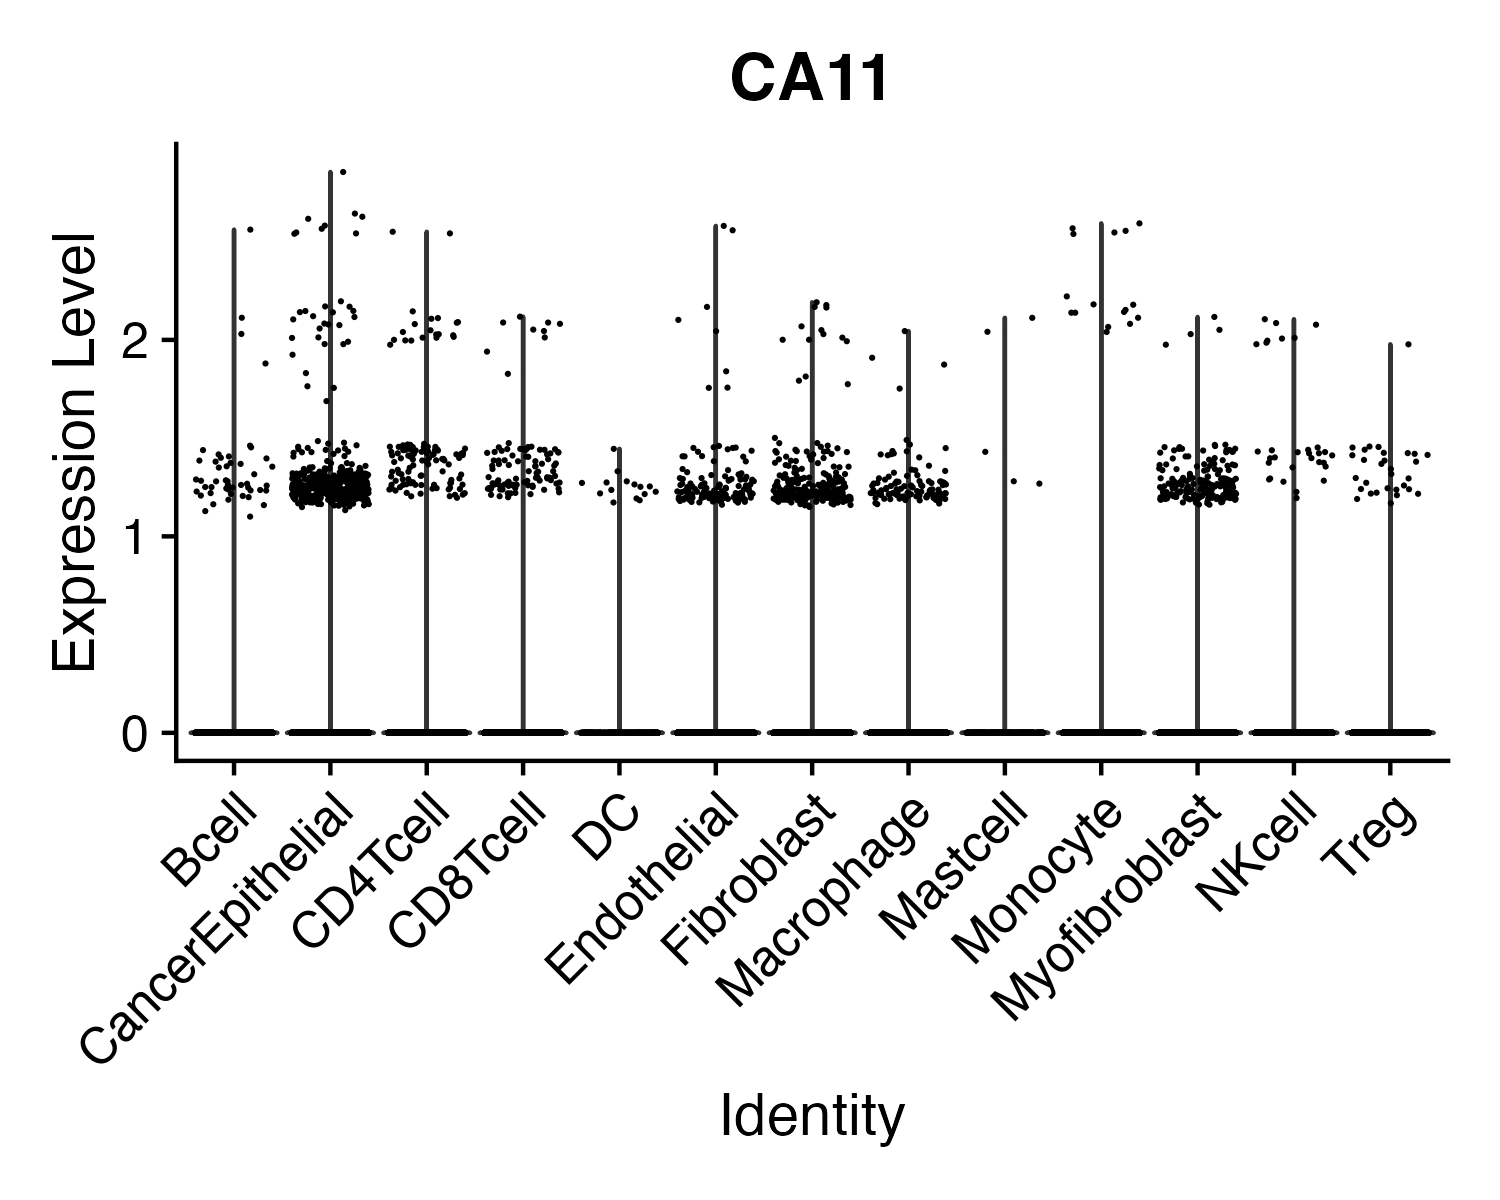 CA11
Expression Level
2
1
0
Bcell
CancerEpithelial
CD4Tcell
CD8Tcell
DC
Endothelial
Fibroblast
Macrophage
Mastcell
Monocyte
Myofibroblast
NKcell
Treg
Identity